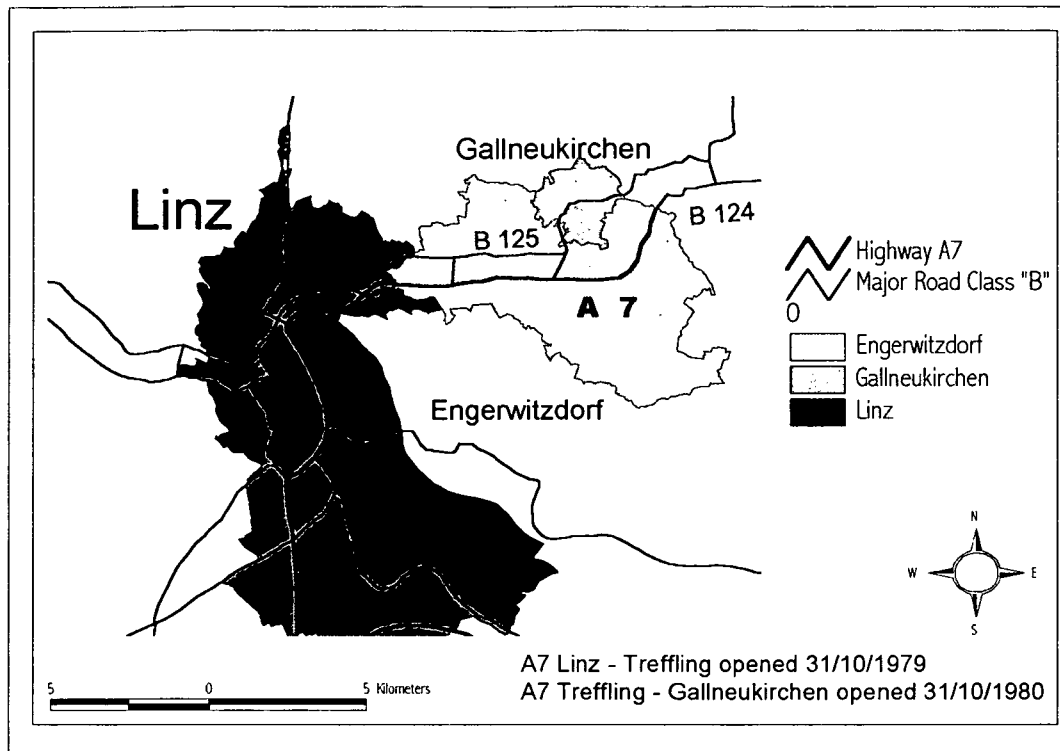 Gallneukirchen
Linz
B 125
B 124
A 7
Engerwitzdorf
Highway A7
Major Road Class "B"
0
Engerwitzdorf
Gallneukirchen
Linz
N
W E
S
A7 Linz - Treffling opened 31/10/1979
A7 Treffling - Gallneukirchen opened 31/10/1980
5 0 5 Kilometers